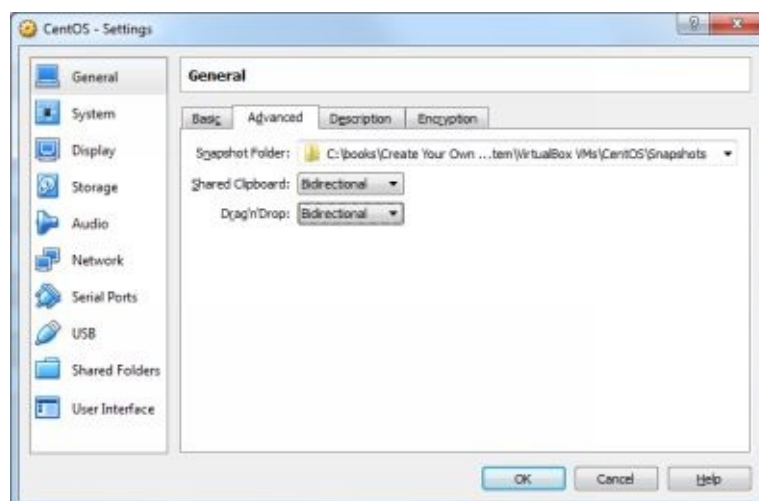 CentOS - Settings
General
System
Display
Storage
Audio
Network
Serial Ports
USB
Shared Folders
User Interface
General
Basic
Advanced
Description
Encryption
Snapshot Folder: C:\books\Create Your Own ...tem\VirtualBox VMs\CentOS\Snapshots
Shared Clipboard: Bidirectional
Drag'n'Drop: Bidirectional
OK
Cancel
Help